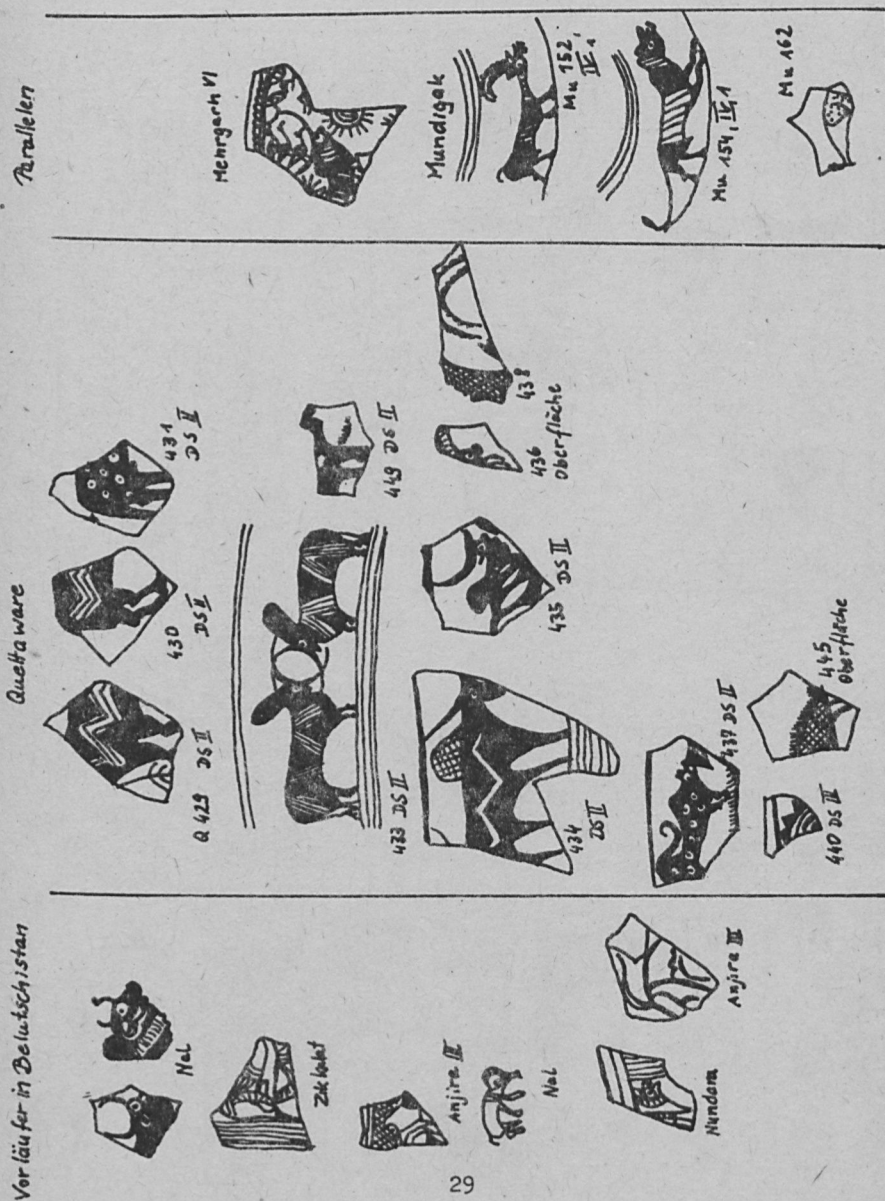 Vorläufer in Belutschistan
Nal
Anjira III
Nal
Nundara
Anjira III
Quettaware
Q 429 DS II
430
DS II
431
DS II
433 DS II
449 DS II
434
DS II
435 DS II
436
Oberfläche
438
437 DS II
440 DS III
445
Oberfläche
Parallelen
Mehrgarh VI
Mundigak
Mu 152,
IV,1
Mu 154, IV,1
Mu 162
29